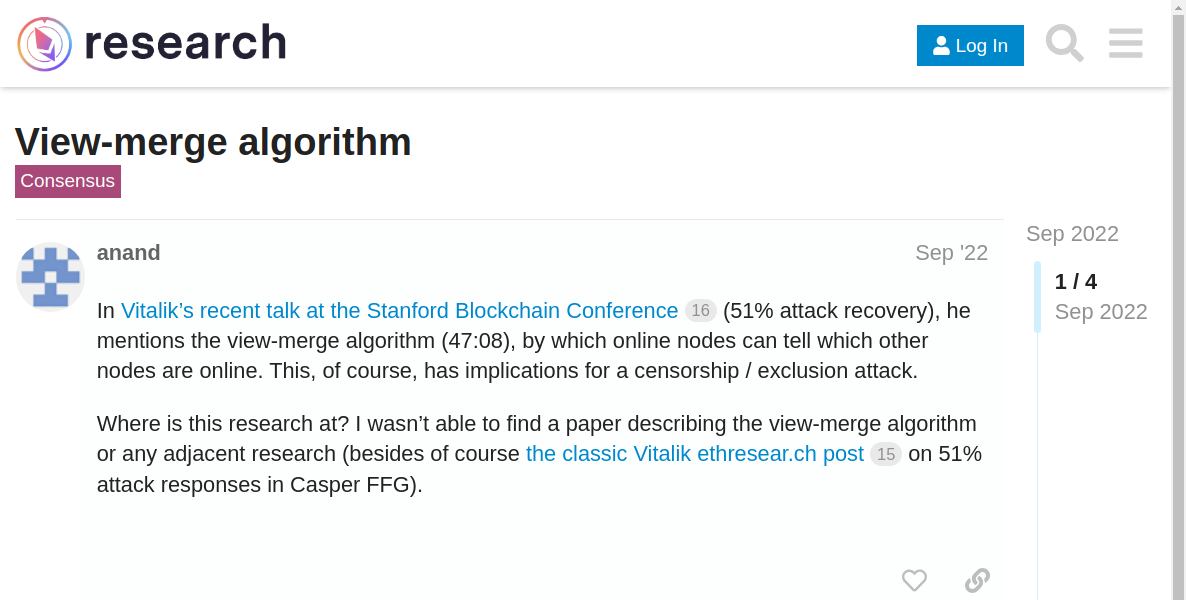 research
Log In
View-merge algorithm
Consensus
anand
Sep '22
Sep 2022
1 / 4
Sep 2022
In Vitalik’s recent talk at the Stanford Blockchain Conference 16 (51% attack recovery), he
mentions the view-merge algorithm (47:08), by which online nodes can tell which other
nodes are online. This, of course, has implications for a censorship / exclusion attack.
Where is this research at? I wasn’t able to find a paper describing the view-merge algorithm
or any adjacent research (besides of course the classic Vitalik ethresear.ch post 15 on 51%
attack responses in Casper FFG).